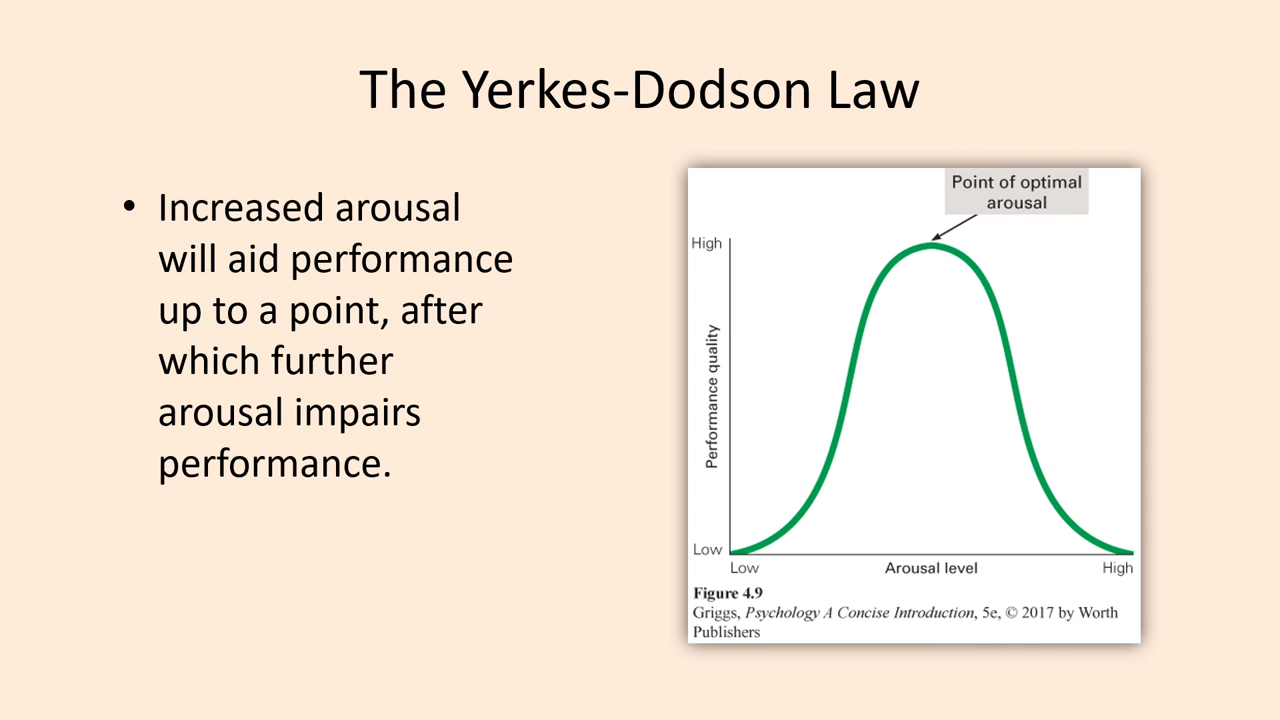 The Yerkes-Dodson Law
• Increased arousal
will aid performance
up to a point, after
which further
arousal impairs
performance.
Point of optimal
arousal
High
Performance quality
Low
Low
Arousal level
High
Figure 4.9
Griggs, Psychology A Concise Introduction, 5e, © 2017 by Worth
Publishers